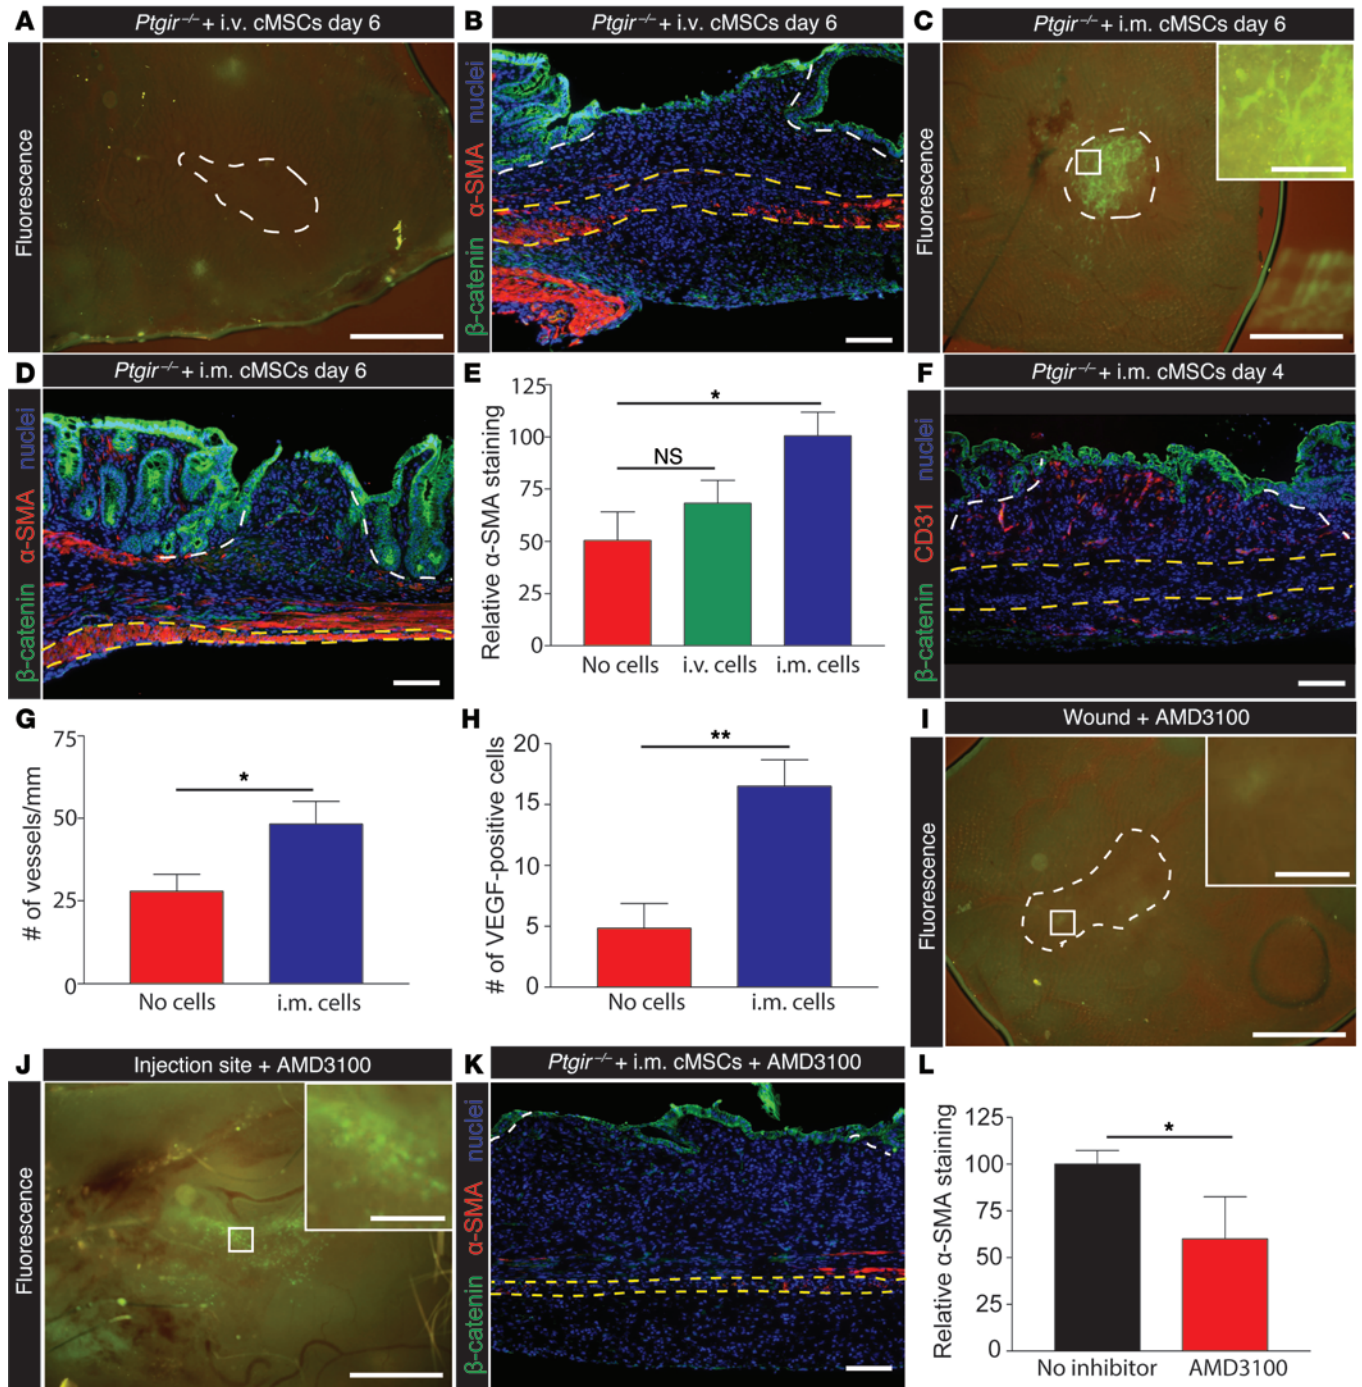 A
Ptgir–/– + i.v. cMSCs day 6
Fluorescence
B
Ptgir–/– + i.v. cMSCs day 6
β-catenin α-SMA nuclei
C
Ptgir–/– + i.m. cMSCs day 6
Fluorescence
D
Ptgir–/– + i.m. cMSCs day 6
β-catenin α-SMA nuclei
E
Relative α-SMA staining
125
100
75
50
25
0
*
NS
No cells
i.v. cells
i.m. cells
F
Ptgir–/– + i.m. cMSCs day 4
β-catenin CD31 nuclei
G
# of vessels/mm
75
50
25
0
*
No cells
i.m. cells
H
# of VEGF-positive cells
20
15
10
5
0
**
No cells
i.m. cells
I
Wound + AMD3100
Fluorescence
J
Injection site + AMD3100
Fluorescence
K
Ptgir–/– + i.m. cMSCs + AMD3100
β-catenin α-SMA nuclei
L
Relative α-SMA staining
125
100
75
50
25
0
*
No inhibitor
AMD3100